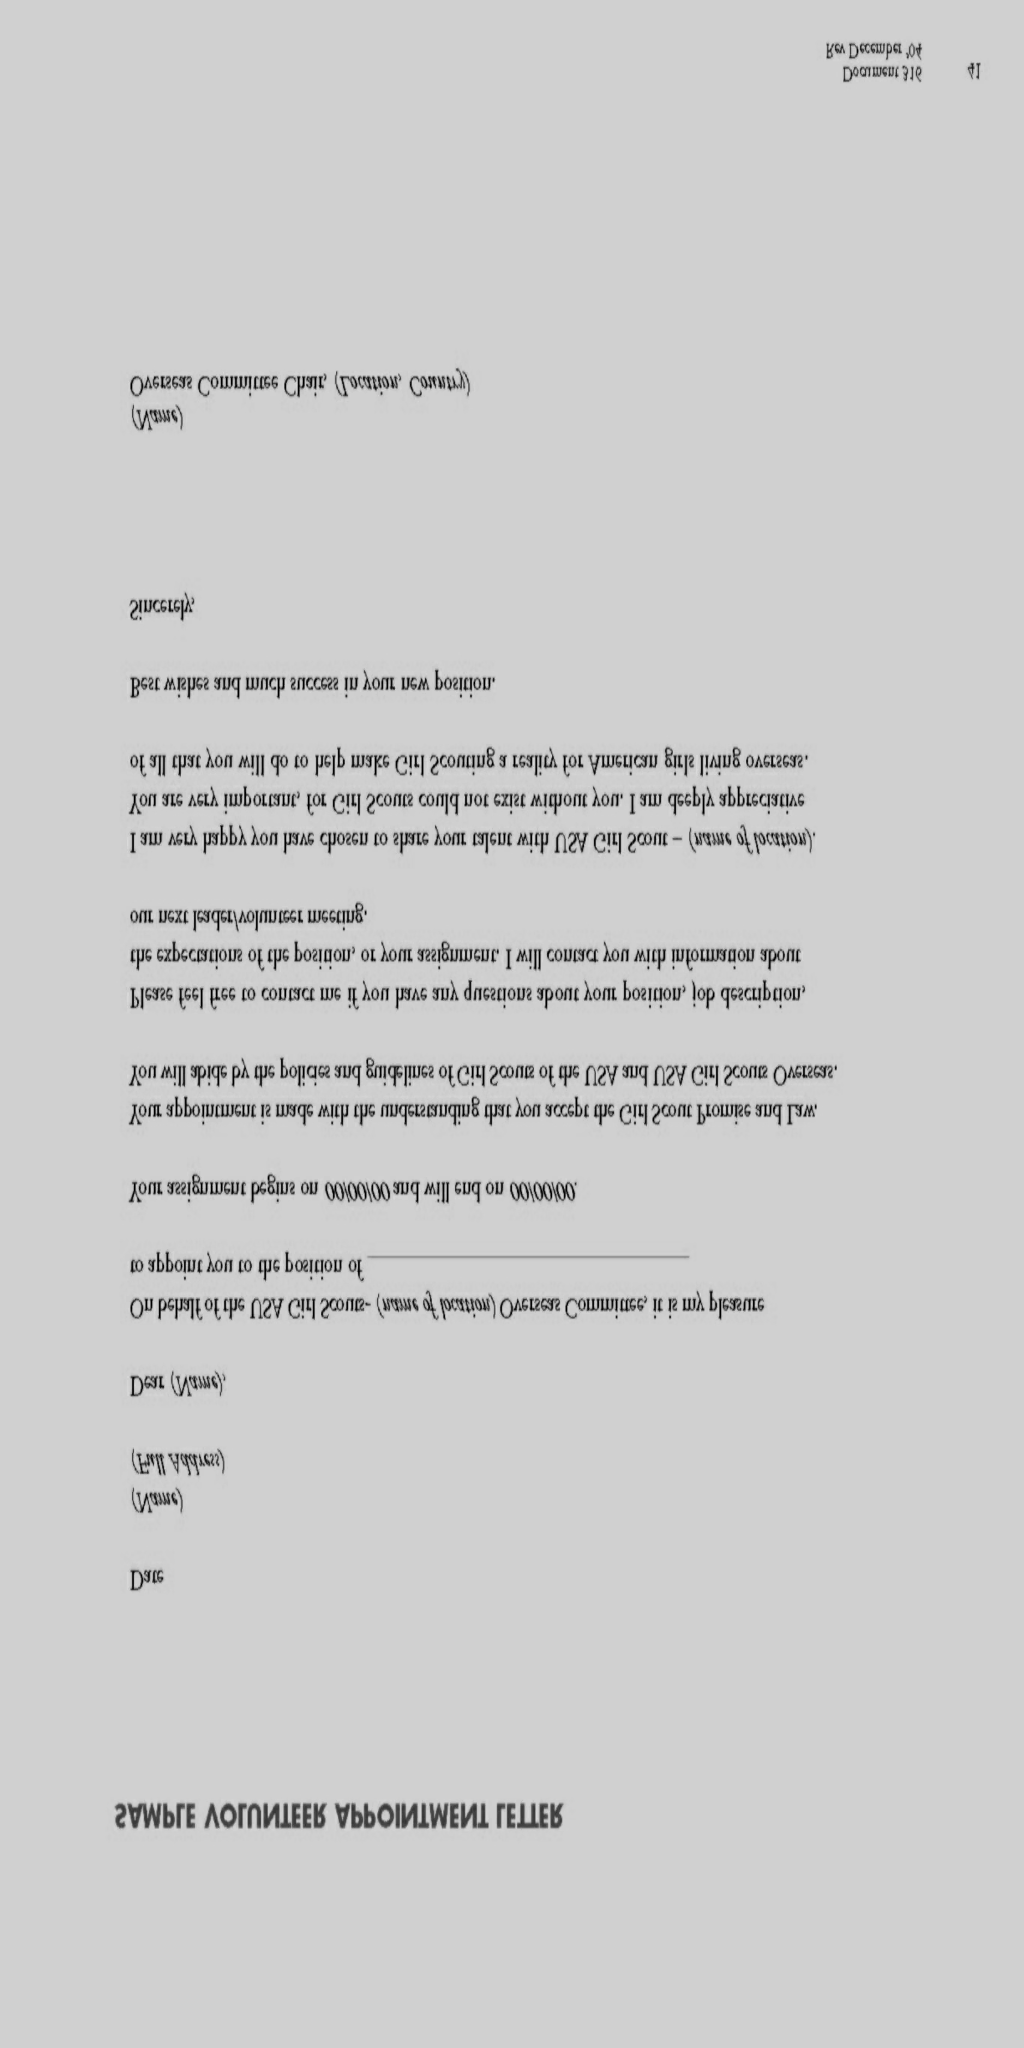 SAMPLE VOLUNTEER APPOINTMENT LETTER
Date
(Name)
(Full Address)
Dear (Name),
On behalf of the USA Girl Scouts- (name of location) Overseas Committee, it is my pleasure
to appoint you to the position of
Your assignment begins on 00/00/00 and will end on 00/00/00.
Your appointment is made with the understanding that you accept the Girl Scout Promise and Law.
You will abide by the policies and guidelines of Girl Scouts of the USA and USA Girl Scouts Overseas.
Please feel free to contact me if you have any questions about your position, job description,
the expectations of the position, or your assignment. I will contact you with information about
our next leader/volunteer meeting.
I am very happy you have chosen to share your talent with USA Girl Scout – (name of location).
You are very important, for Girl Scouts could not exist without you. I am deeply appreciative
of all that you will do to help make Girl Scouting a reality for American girls living overseas.
Best wishes and much success in your new position.
Sincerely,
(Name)
Overseas Committee Chair, (Location, Country)
Document 316 41
Rev December '04